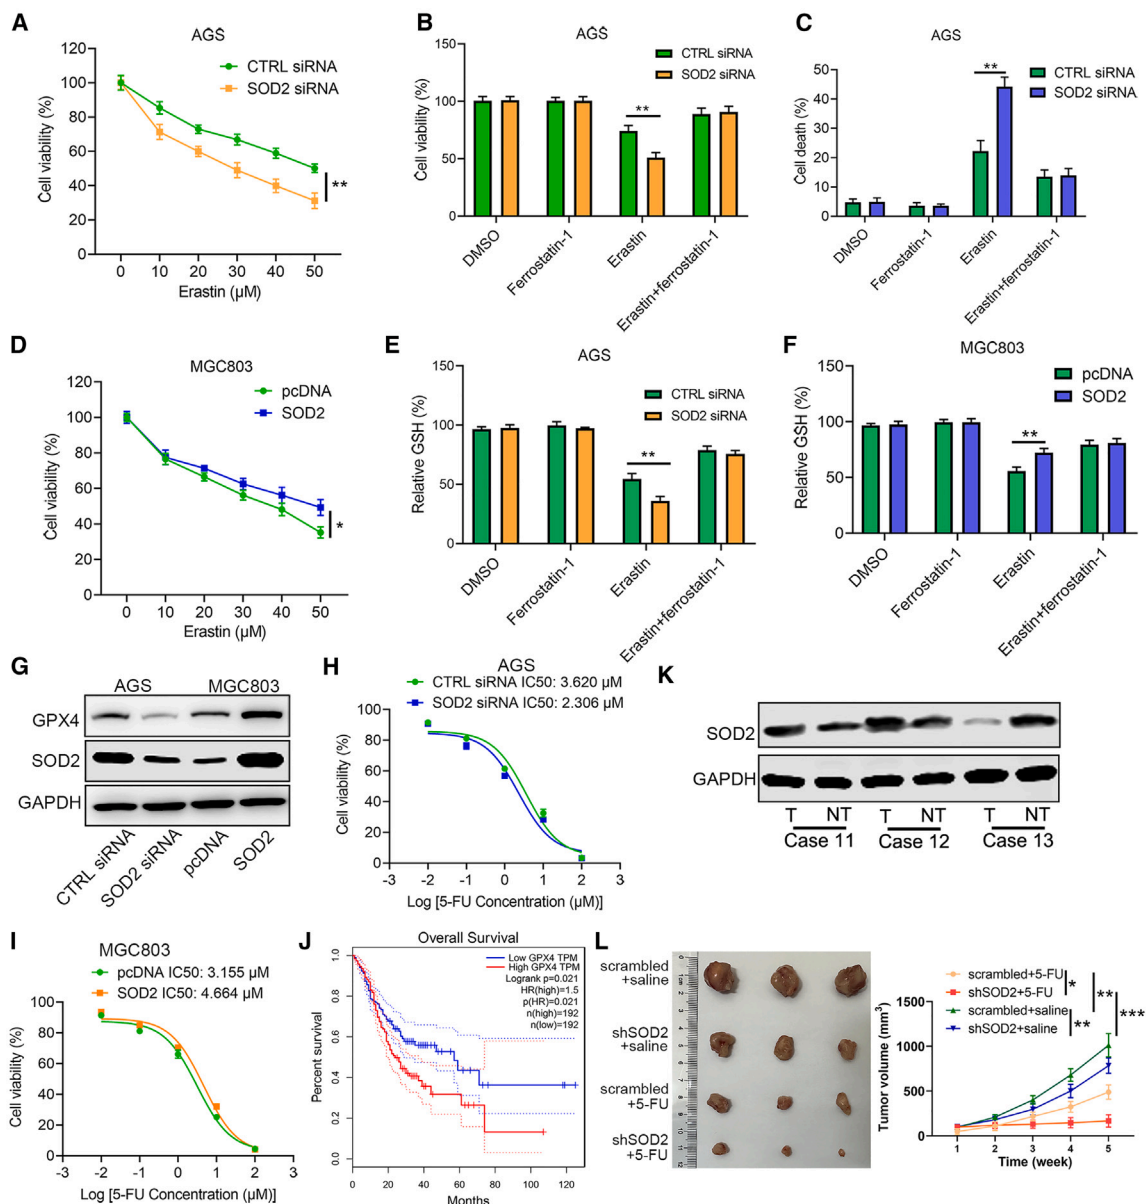 A
AGS
CTRL siRNA
SOD2 siRNA
Cell viability (%)
120
100
80
60
40
20
0
**
0 10 20 30 40 50
Erastin (µM)
B
AGS
CTRL siRNA
SOD2 siRNA
Cell viability (%)
150
100
50
0
**
DMSO
Ferrostatin-1
Erastin
Erastin+ferrostatin-1
C
AGS
CTRL siRNA
SOD2 siRNA
Cell death (%)
50
40
30
20
10
0
**
DMSO
Ferrostatin-1
Erastin
Erastin+ferrostatin-1
D
MGC803
pcDNA
SOD2
Cell viability (%)
120
100
80
60
40
20
0
*
0 10 20 30 40 50
Erastin (µM)
E
AGS
CTRL siRNA
SOD2 siRNA
Relative GSH (%)
150
100
50
0
**
DMSO
Ferrostatin-1
Erastin
Erastin+ferrostatin-1
F
MGC803
pcDNA
SOD2
Relative GSH (%)
150
100
50
0
**
DMSO
Ferrostatin-1
Erastin
Erastin+ferrostatin-1
G
AGS MGC803
GPX4
SOD2
GAPDH
CTRL siRNA
SOD2 siRNA
pcDNA
SOD2
H
AGS
CTRL siRNA IC50: 3.620 µM
SOD2 siRNA IC50: 2.306 µM
Cell viability (%)
100
80
60
40
20
0
-3 -2 -1 0 1 2 3
Log [5-FU Concentration (µM)]
K
SOD2
GAPDH
T NT T NT T NT
Case 11 Case 12 Case 13
I
MGC803
pcDNA IC50: 3.155 µM
SOD2 IC50: 4.664 µM
Cell viability (%)
100
80
60
40
20
0
-3 -2 -1 0 1 2 3
Log [5-FU Concentration (µM)]
J
Overall Survival
Low GPX4 TPM
High GPX4 TPM
Logrank p=0.021
HR(high)=1.5
p(HR)=0.021
n(high)=192
n(low)=192
Percent survival
1.0
0.8
0.6
0.4
0.2
0.0
0 20 40 60 80 100 120
Months
L
scrambled
+saline
shSOD2
+saline
scrambled
+5-FU
shSOD2
+5-FU
scrambled+5-FU
shSOD2+5-FU
scrambled+saline
shSOD2+saline
*
**
**
***
Tumor volume (mm³)
1500
1000
500
0
1 2 3 4 5
Time (week)